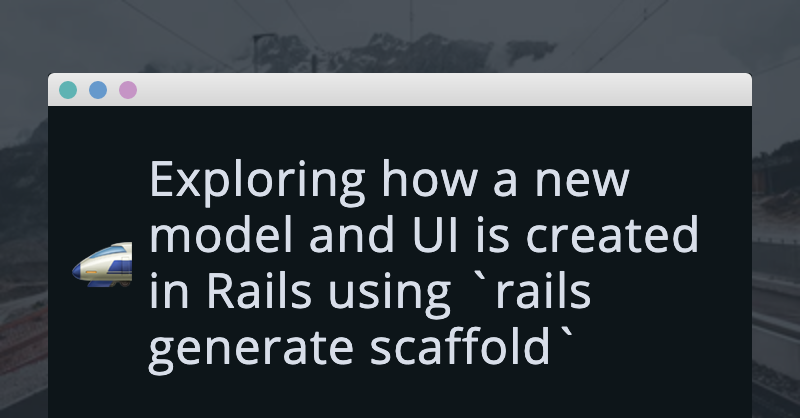 Exploring how a new
model and UI is created
in Rails using `rails
generate scaffold`